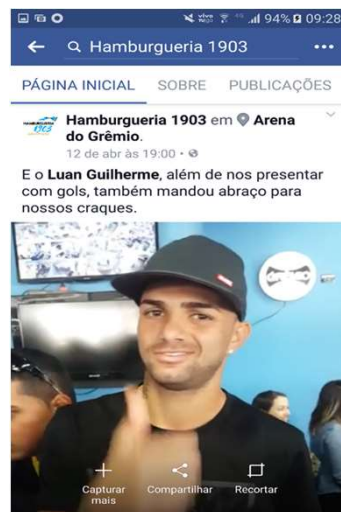 vivo 4G 94% 09:28
Hamburgueria 1903
PÁGINA INICIAL SOBRE PUBLICAÇÕES
Hamburgueria 1903 em Arena
do Grêmio.
12 de abr às 19:00
E o Luan Guilherme, além de nos presentar
com gols, também mandou abraço para
nossos craques.
Capturar
mais
Compartilhar
Recortar